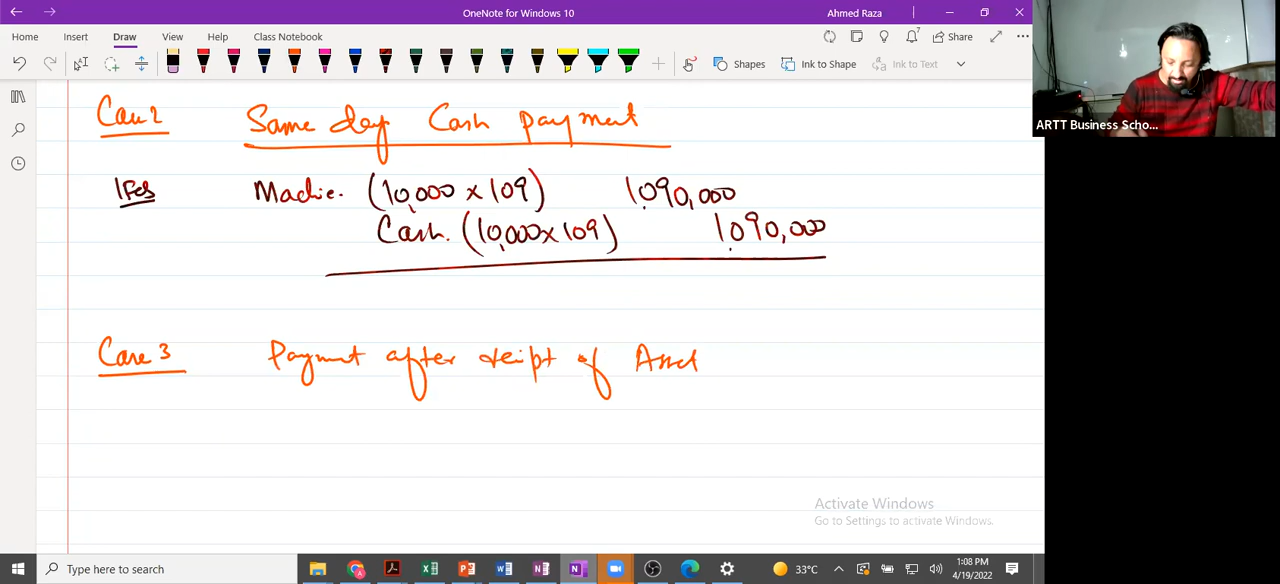 OneNote for Windows 10
Ahmed Raza
Home Insert Draw View Help Class Notebook
Share
Shapes Ink to Shape Ink to Text
ARTT Business Scho...
Case 2 Same day Cash payment
1 Feb Machine. (10,000 x 109) 1,090,000
Cash. (10,000 x 109) 1,090,000
Case 3 Payment after receipt of Asset
Activate Windows
Go to Settings to activate Windows.
Type here to search
33°C
1:08 PM
4/19/2022